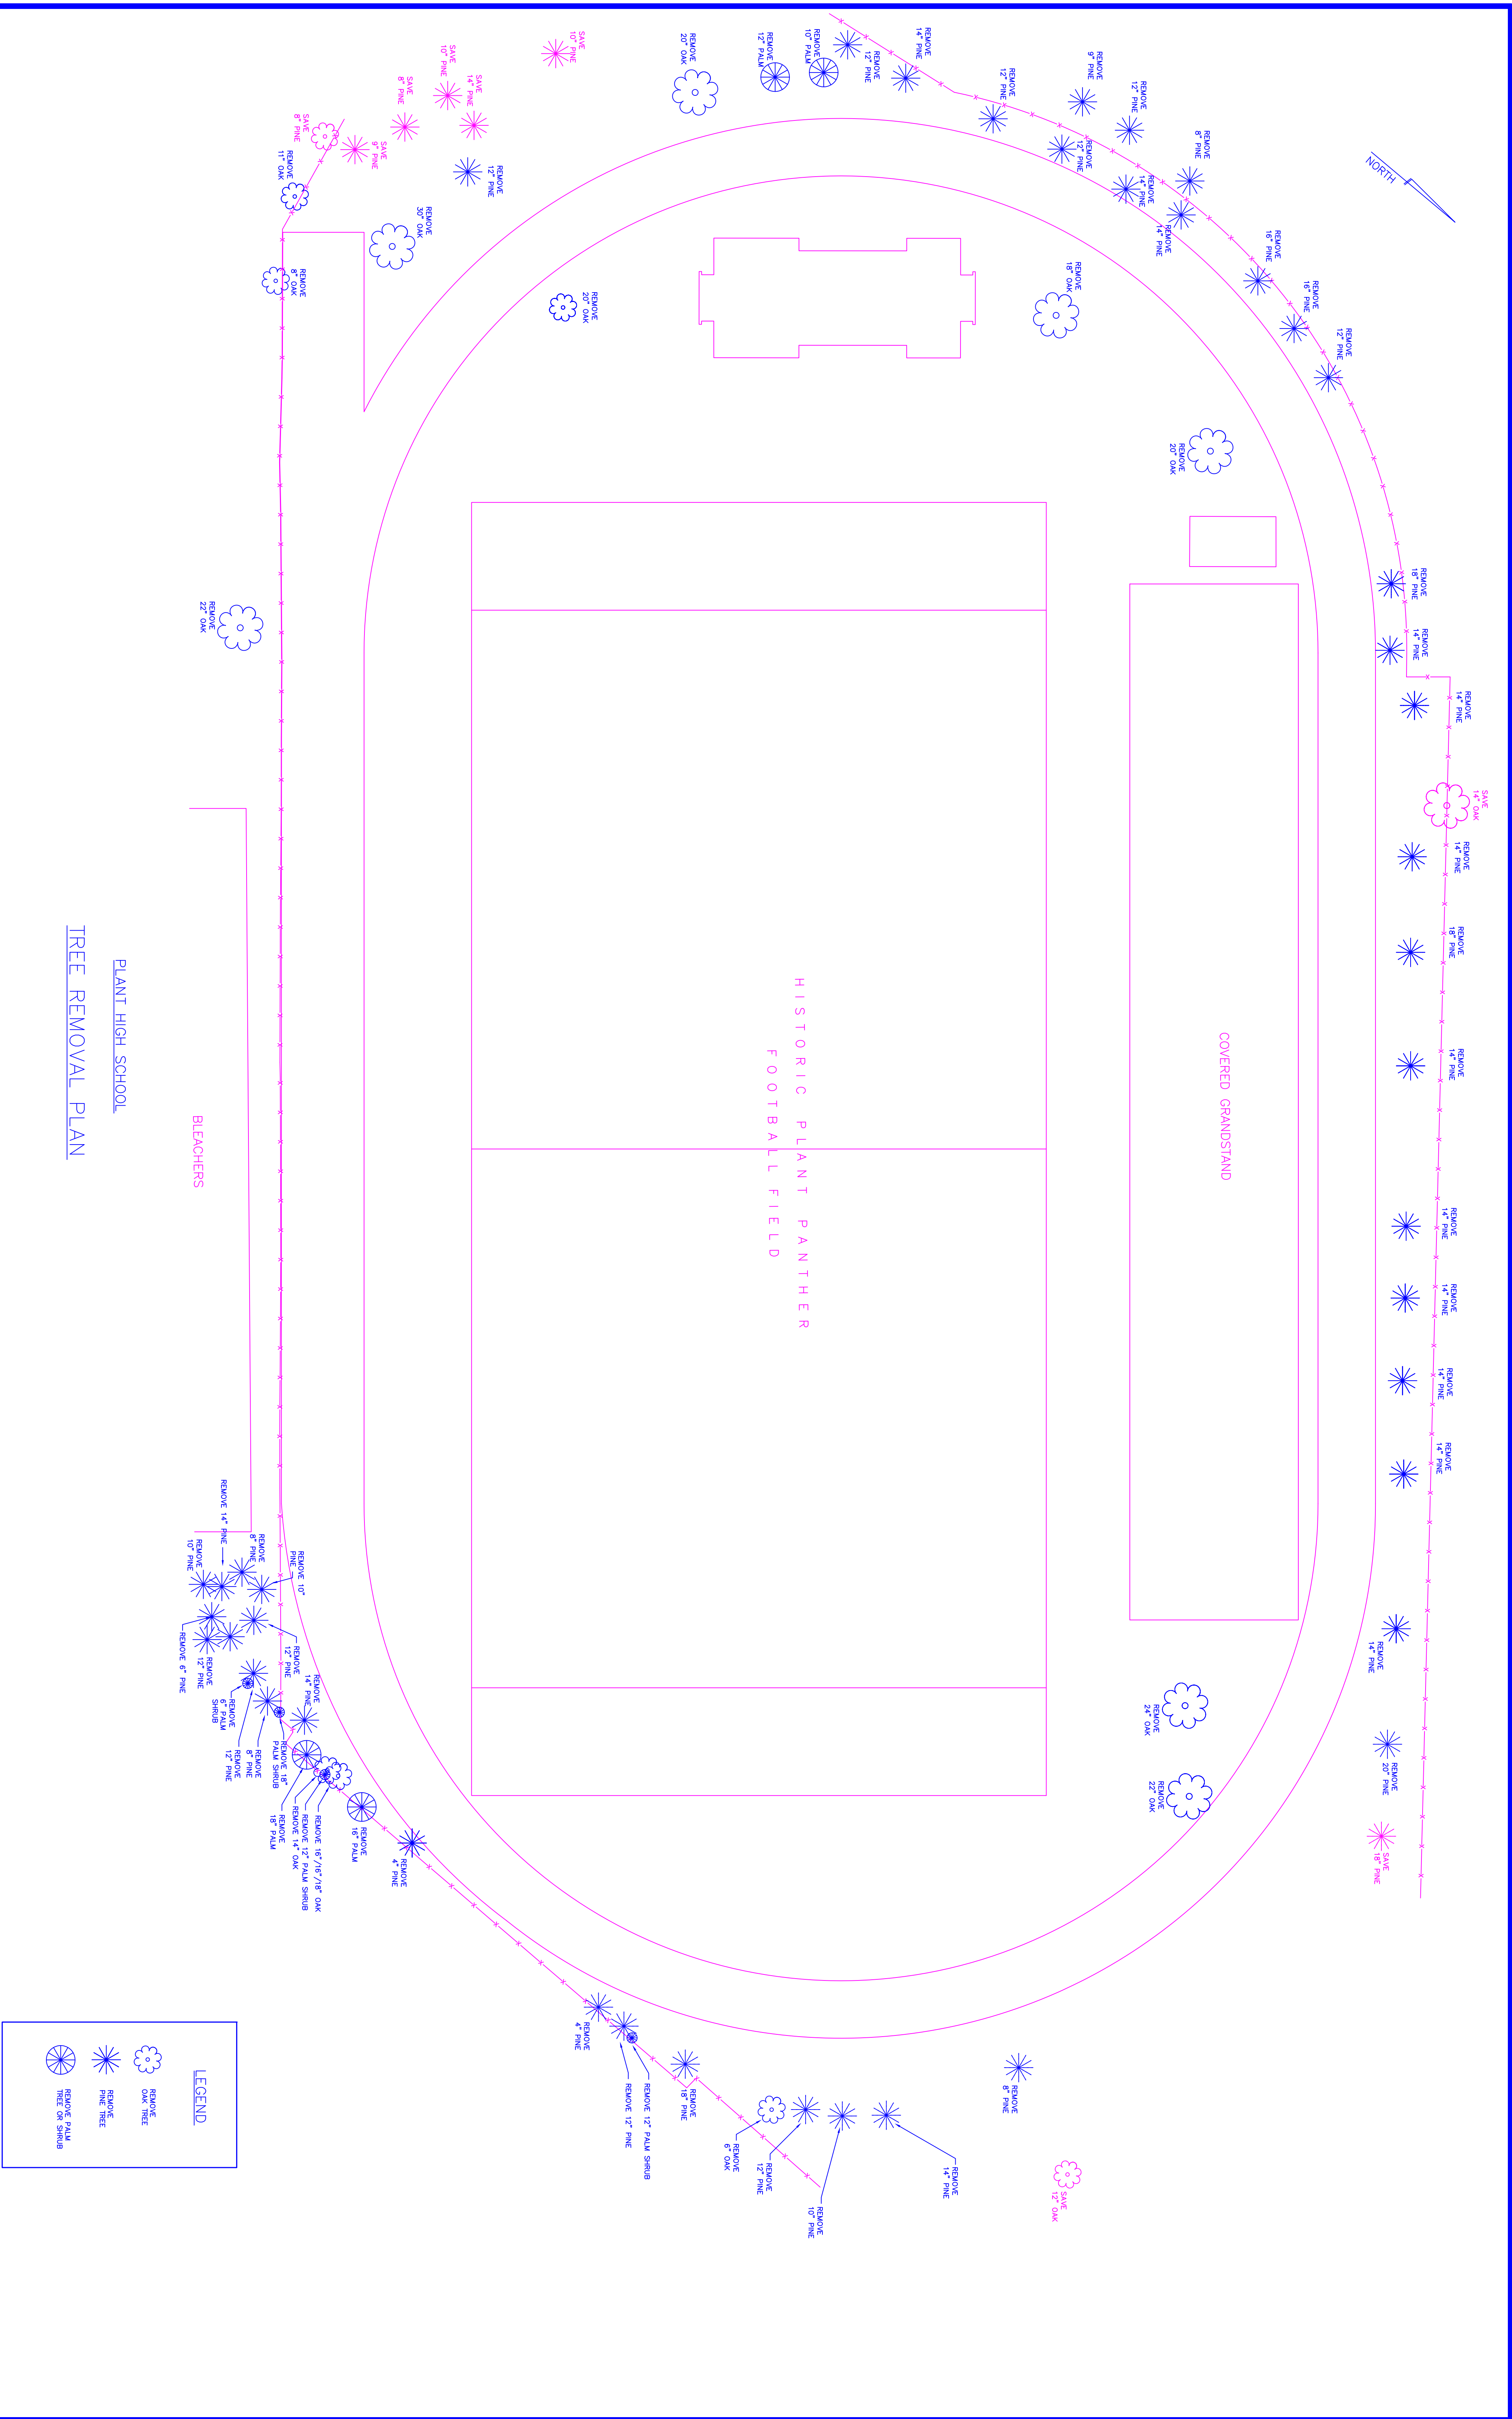 NORTH
SAVE
14" OAK
REMOVE
14" PINE
REMOVE
14" PINE
REMOVE
18" PINE
REMOVE
14" PINE
REMOVE
14" PINE
REMOVE
14" PINE
REMOVE
14" PINE
REMOVE
14" PINE
REMOVE
14" PINE
REMOVE
18" PINE
REMOVE
14" PINE
REMOVE
20" PINE
SAVE
18" PINE
REMOVE
12" PINE
REMOVE
16" PINE
REMOVE
16" PINE
REMOVE
8" PINE
REMOVE
14" PINE
REMOVE
14" PINE
REMOVE
12" PINE
REMOVE
9" PINE
REMOVE
12" PINE
REMOVE
12" PINE
REMOVE
14" PINE
REMOVE
12" PINE
REMOVE
10" PALM
REMOVE
12" PALM
REMOVE
20" OAK
SAVE
10" PINE
SAVE
14" PINE
SAVE
10" PINE
SAVE
8" PINE
SAVE
9" PINE
SAVE
8" PINE
REMOVE
12" PINE
REMOVE
11" OAK
REMOVE
30" OAK
REMOVE
8" OAK
REMOVE
20" OAK
REMOVE
18" OAK
REMOVE
20" OAK
REMOVE
22" OAK
COVERED GRANDSTAND
HISTORIC PLANT PANTHER
FOOTBALL FIELD
REMOVE
24" OAK
REMOVE
22" OAK
SAVE
12" OAK
REMOVE
8" PINE
REMOVE
14" PINE
REMOVE
10" PINE
REMOVE
12" PINE
REMOVE
6" OAK
REMOVE
18" PINE
REMOVE 12" PALM SHRUB
REMOVE 12" PINE
REMOVE
4" PINE
REMOVE
4" PINE
REMOVE
16" PALM
REMOVE 16"/16"/18" OAK
REMOVE 12" PALM SHRUB
REMOVE 14" OAK
REMOVE
18" PALM
REMOVE
14" PINE
REMOVE 18"
PALM SHRUB
REMOVE
8" PINE
REMOVE
12" PINE
REMOVE
6" PALM
SHRUB
REMOVE 10"
PINE
REMOVE
12" PINE
REMOVE
8" PINE
REMOVE 14" PINE
REMOVE
10" PINE
REMOVE
12" PINE
REMOVE 6" PINE
BLEACHERS
PLANT HIGH SCHOOL
TREE REMOVAL PLAN
LEGEND
REMOVE
OAK TREE
REMOVE
PINE TREE
REMOVE PALM
TREE OR SHRUB